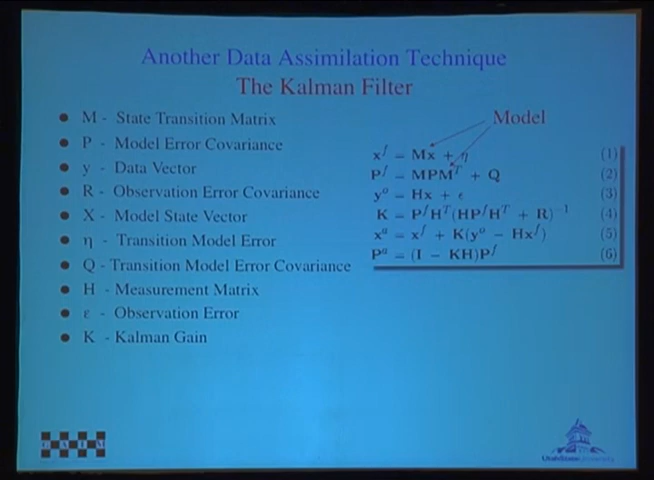 Another Data Assimilation Technique
The Kalman Filter
M - State Transition Matrix
P - Model Error Covariance
y - Data Vector
R - Observation Error Covariance
X - Model State Vector
η - Transition Model Error
Q - Transition Model Error Covariance
H - Measurement Matrix
ε - Observation Error
K - Kalman Gain
Model
x^f = Mx + η (1)
P^f = MPM^T + Q (2)
y^o = Hx + ε (3)
K = P^f H^T (HP^f H^T + R)^−1 (4)
x^a = x^f + K(y^o − Hx^f) (5)
P^a = (I − KH)P^f (6)
G A I M
UtahState University